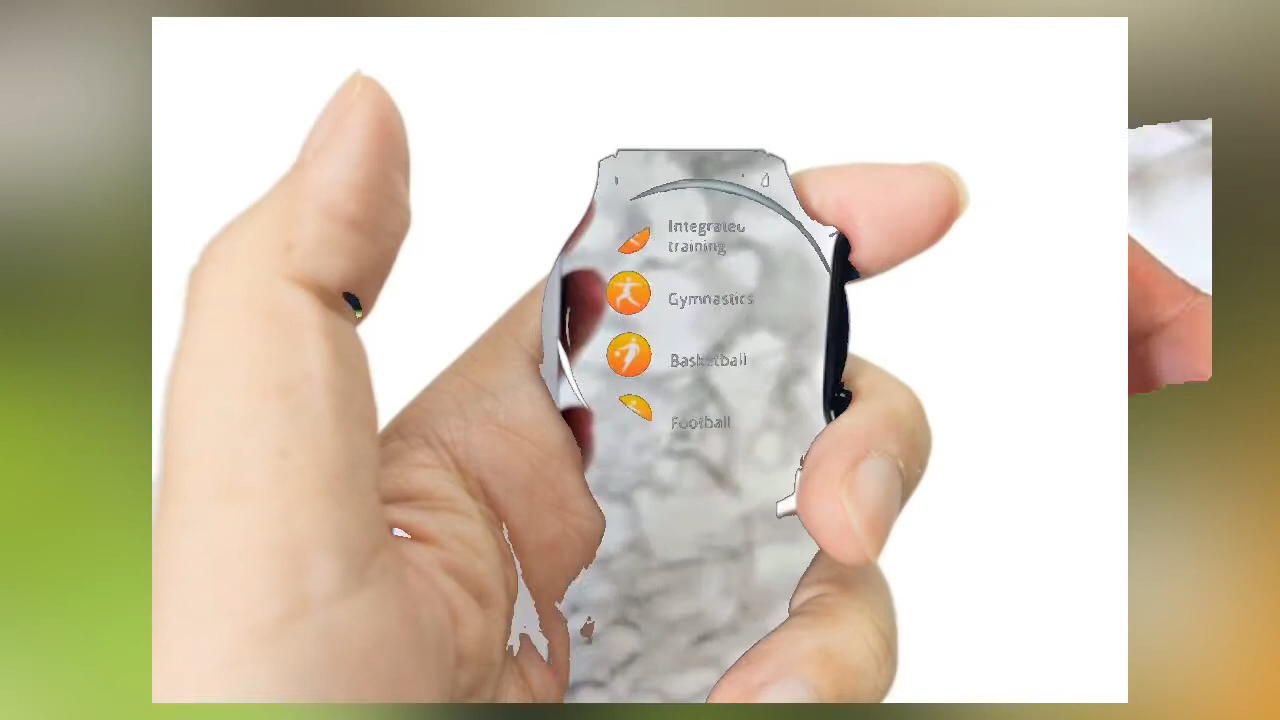 Integrated
training
Gymnastics
Basketball
Football